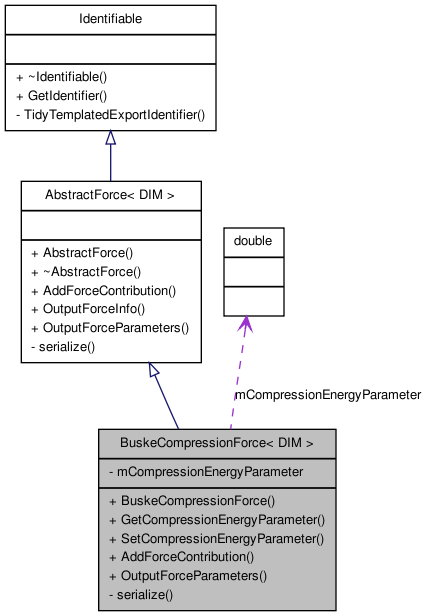 Identifiable
+ ~Identifiable()
+ GetIdentifier()
- TidyTemplatedExportIdentifier()
AbstractForce< DIM >
+ AbstractForce()
+ ~AbstractForce()
+ AddForceContribution()
+ OutputForceInfo()
+ OutputForceParameters()
- serialize()
double
mCompressionEnergyParameter
BuskeCompressionForce< DIM >
- mCompressionEnergyParameter
+ BuskeCompressionForce()
+ GetCompressionEnergyParameter()
+ SetCompressionEnergyParameter()
+ AddForceContribution()
+ OutputForceParameters()
- serialize()